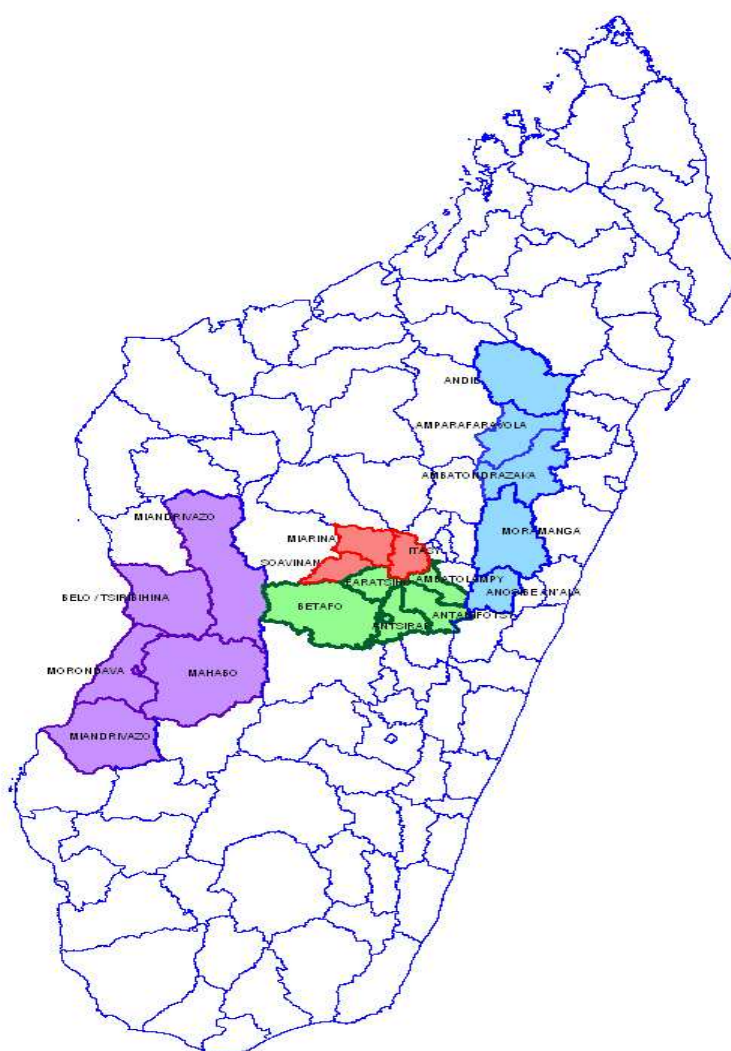 ANDIL
AMPARAFARAVOLA
AMBATONDRAZAKA
MIANDRIVAZO
MORAMANGA
MIARINA
ITASY
SOAVINAN
FARATSIH
AMBATOLAMPY
BELO / TSIRIBIHINA
ANOSIBE AN'ALA
BETAFO
ANTANIFOTSY
ANTSIRABE
MORONDAVA
MAHABO
MIANDRIVAZO